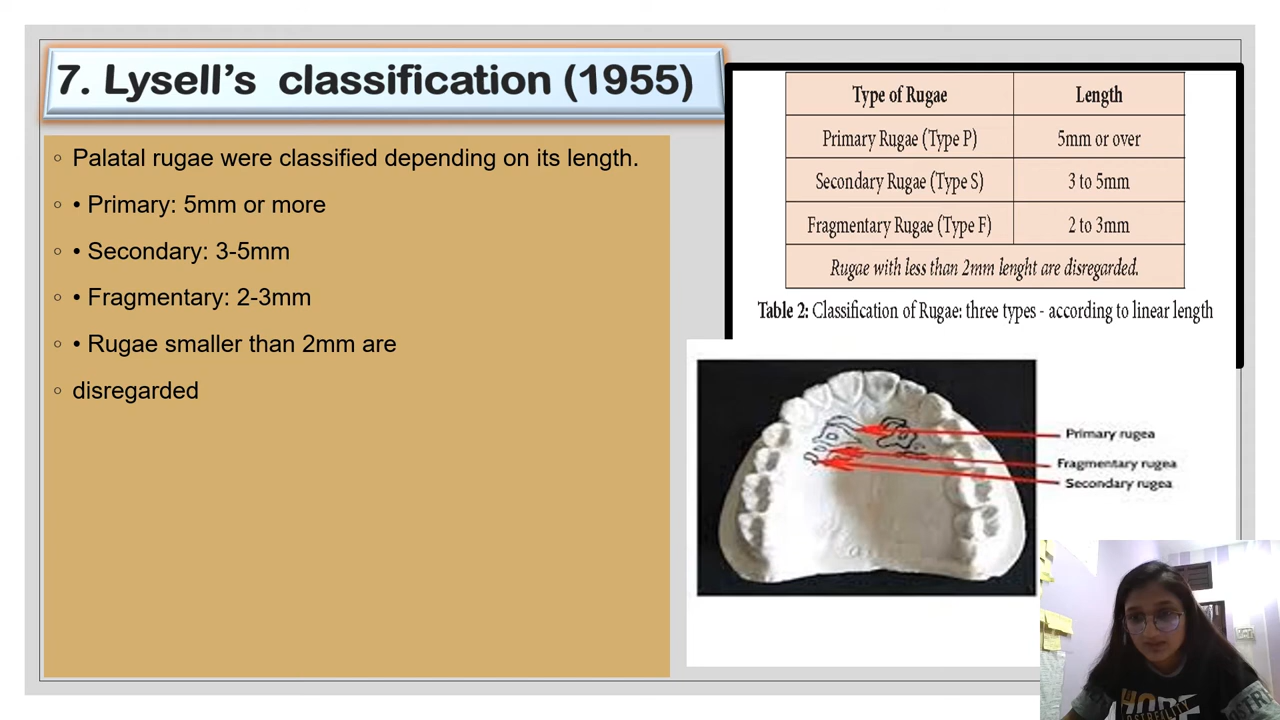 7. Lysell’s classification (1955)
◦ Palatal rugae were classified depending on its length.
◦ • Primary: 5mm or more
◦ • Secondary: 3-5mm
◦ • Fragmentary: 2-3mm
◦ • Rugae smaller than 2mm are
◦ disregarded
Type of Rugae Length
Primary Rugae (Type P) 5mm or over
Secondary Rugae (Type S) 3 to 5mm
Fragmentary Rugae (Type F) 2 to 3mm
Rugae with less than 2mm lenght are disregarded.
Table 2: Classification of Rugae: three types - according to linear length
Primary rugea
Fragmentary rugea
Secondary rugea